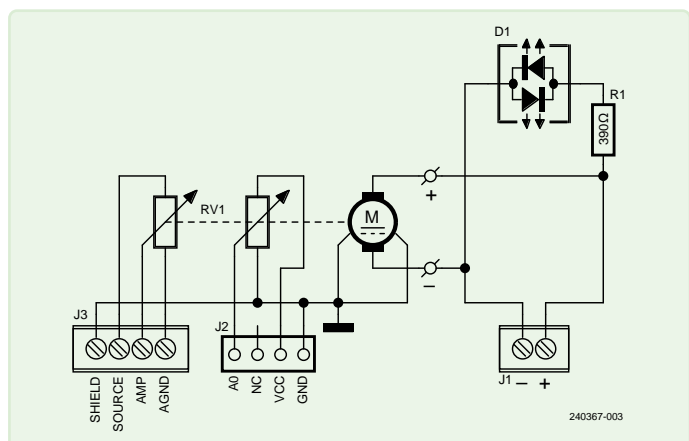 D1
R1
390Ω
RV1
M
+
–
J3
J2
J1 – +
SHIELD
SOURCE
AMP
AGND
A0
NC
VCC
GND
240367-003